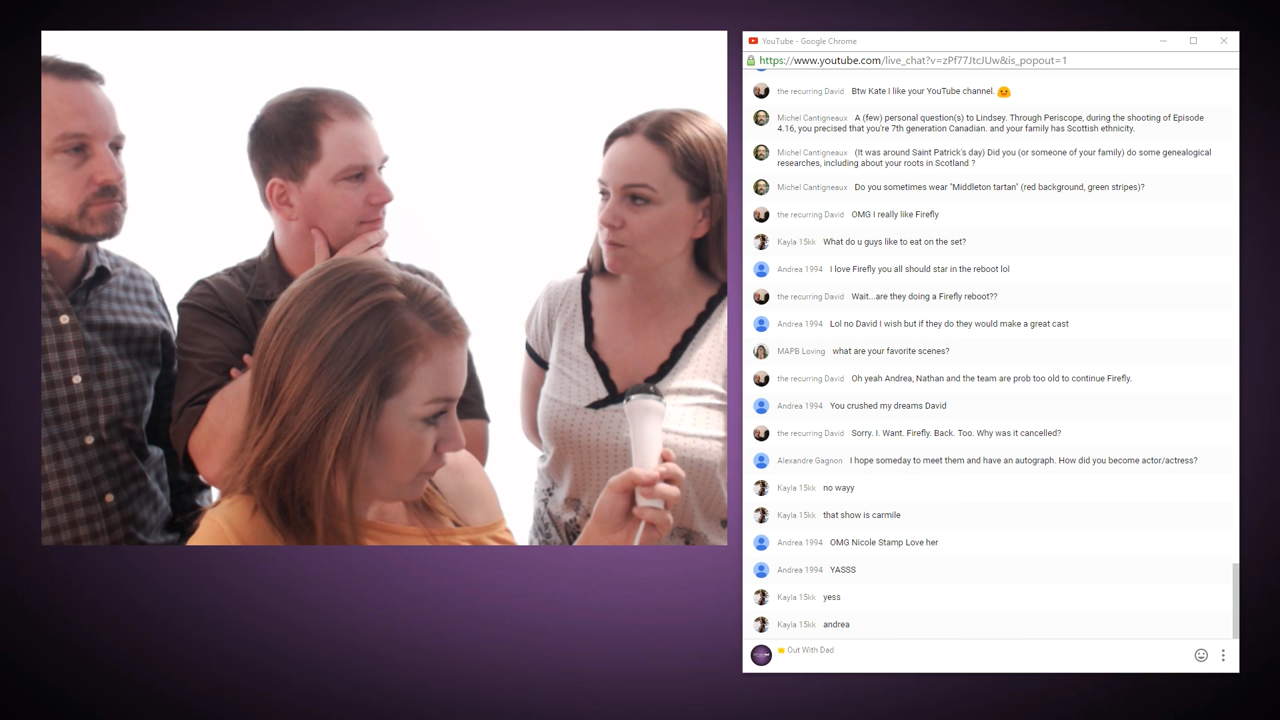 YouTube - Google Chrome
https://www.youtube.com/live_chat?v=zPf77JtcJUw&is_popout=1
the recurring David Btw Kate I like your YouTube channel.
Michel Cantigneaux A (few) personal question(s) to Lindsey. Through Periscope, during the shooting of Episode
4.16, you precised that you're 7th generation Canadian. and your family has Scottish ethnicity.
Michel Cantigneaux (It was around Saint Patrick's day) Did you (or someone of your family) do some genealogical
researches, including about your roots in Scotland ?
Michel Cantigneaux Do you sometimes wear "Middleton tartan" (red background, green stripes)?
the recurring David OMG I really like Firefly
Kayla 15kk What do u guys like to eat on the set?
Andrea 1994 I love Firefly you all should star in the reboot lol
the recurring David Wait...are they doing a Firefly reboot??
Andrea 1994 Lol no David I wish but if they do they would make a great cast
MAPB Loving what are your favorite scenes?
the recurring David Oh yeah Andrea, Nathan and the team are prob too old to continue Firefly.
Andrea 1994 You crushed my dreams David
the recurring David Sorry. I. Want. Firefly. Back. Too. Why was it cancelled?
Alexandre Gagnon I hope someday to meet them and have an autograph. How did you become actor/actress?
Kayla 15kk no wayy
Kayla 15kk that show is carmile
Andrea 1994 OMG Nicole Stamp Love her
Andrea 1994 YASSS
Kayla 15kk yess
Kayla 15kk andrea
Out With Dad